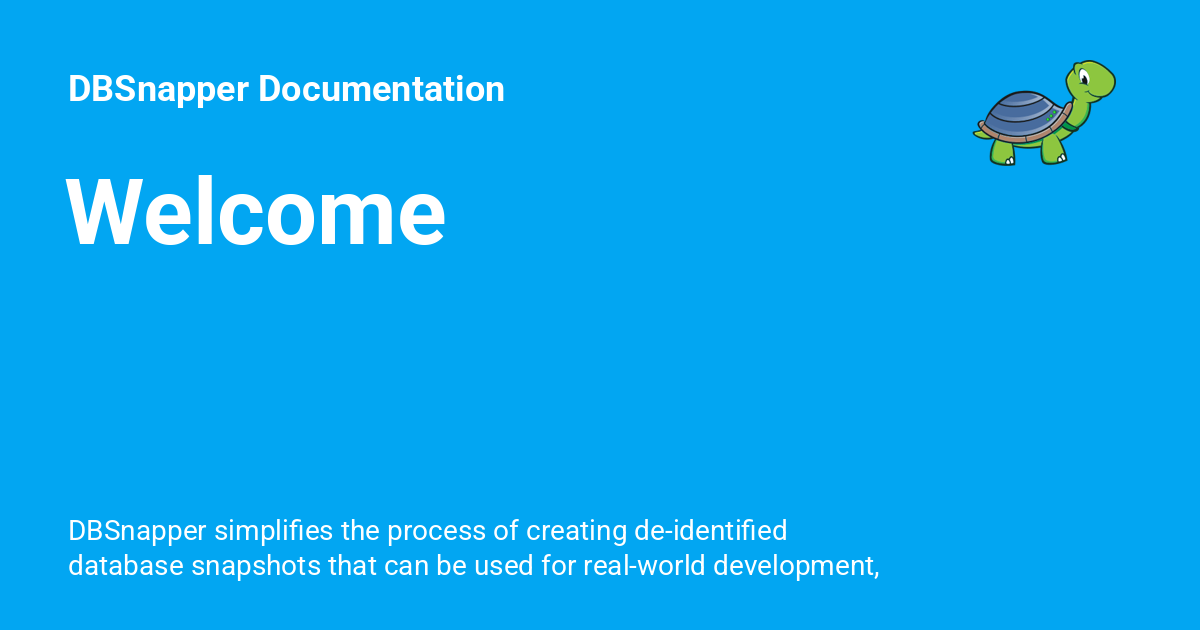 DBSnapper Documentation
Welcome
DBSnapper simplifies the process of creating de-identified
database snapshots that can be used for real-world development,